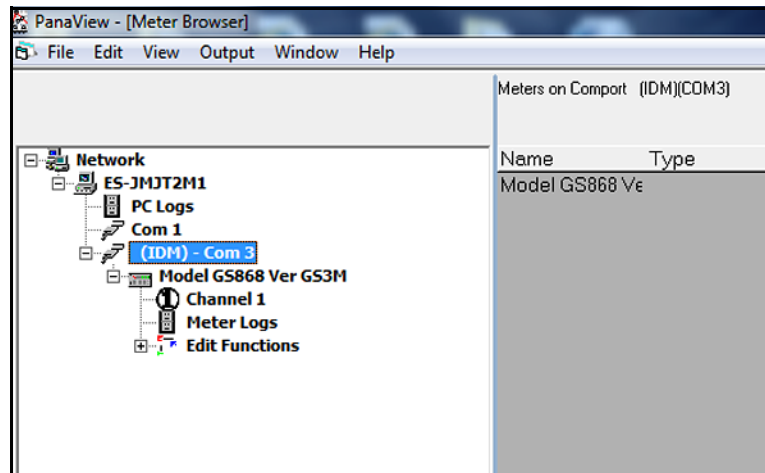 PanaView - [Meter Browser]
File Edit View Output Window Help
Meters on Comport (IDM)(COM3)
Name Type
Model GS868 Ve
Network
ES-JMJT2M1
PC Logs
Com 1
(IDM) - Com 3
Model GS868 Ver GS3M
1 Channel 1
Meter Logs
Edit Functions